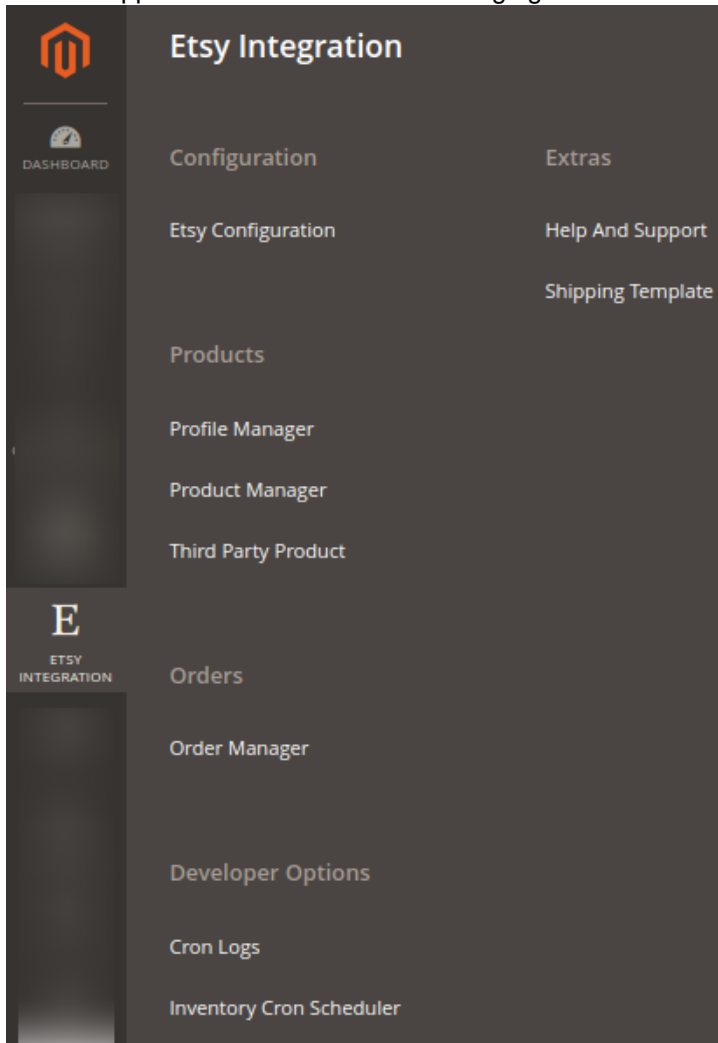 Etsy Integration
DASHBOARD
Configuration
Etsy Configuration
Extras
Help And Support
Shipping Template
Products
Profile Manager
Product Manager
Third Party Product
E
ETSY
INTEGRATION
Orders
Order Manager
Developer Options
Cron Logs
Inventory Cron Scheduler